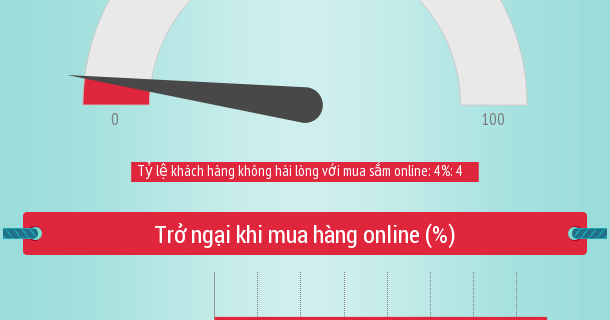 0
100
Tỷ lệ khách hàng không hài lòng với mua sắm online: 4%: 4
Trở ngại khi mua hàng online (%)